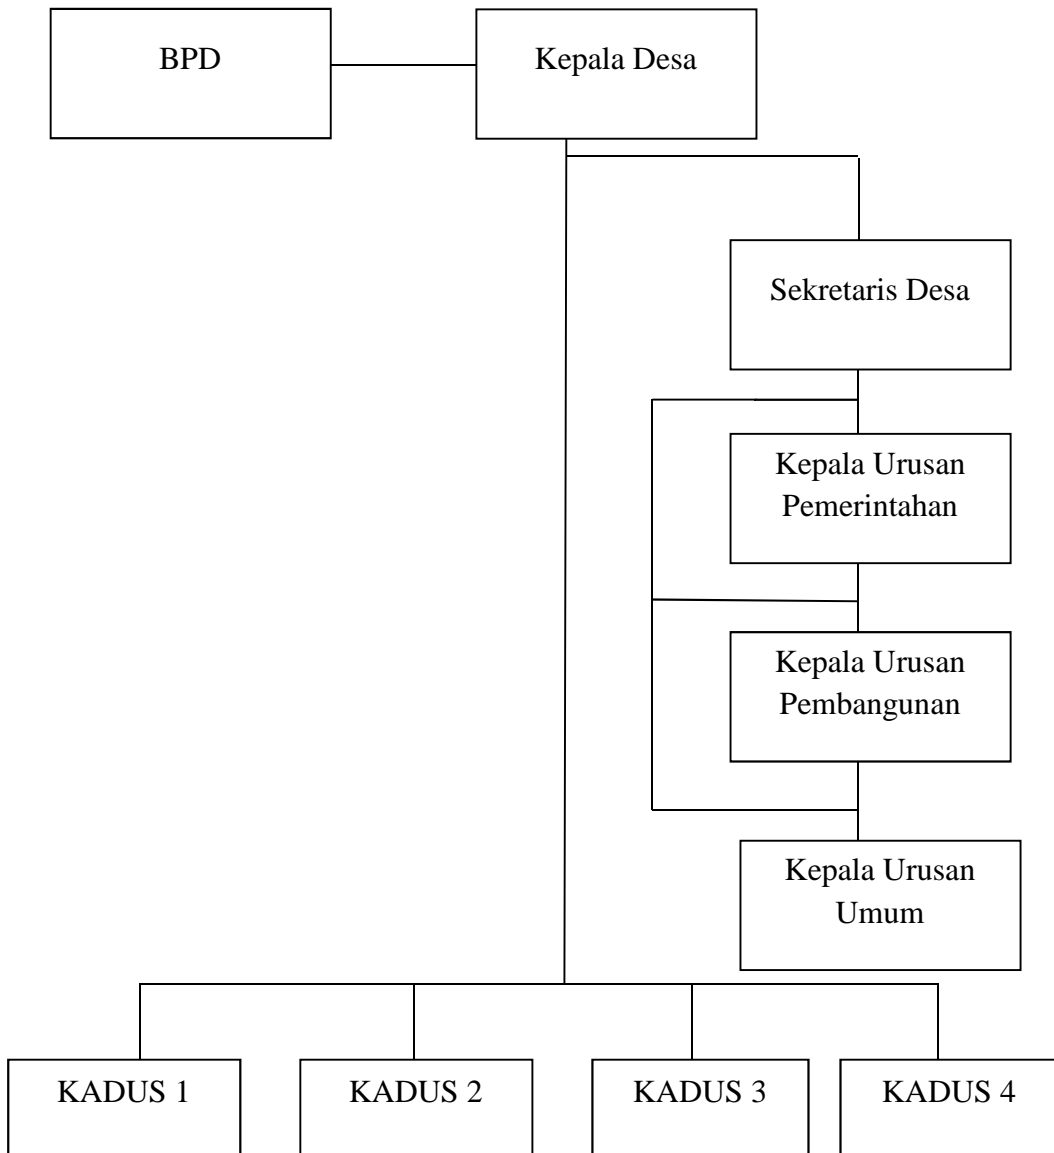 BPD
Kepala Desa
Sekretaris Desa
Kepala Urusan
Pemerintahan
Kepala Urusan
Pembangunan
Kepala Urusan
Umum
KADUS 1
KADUS 2
KADUS 3
KADUS 4